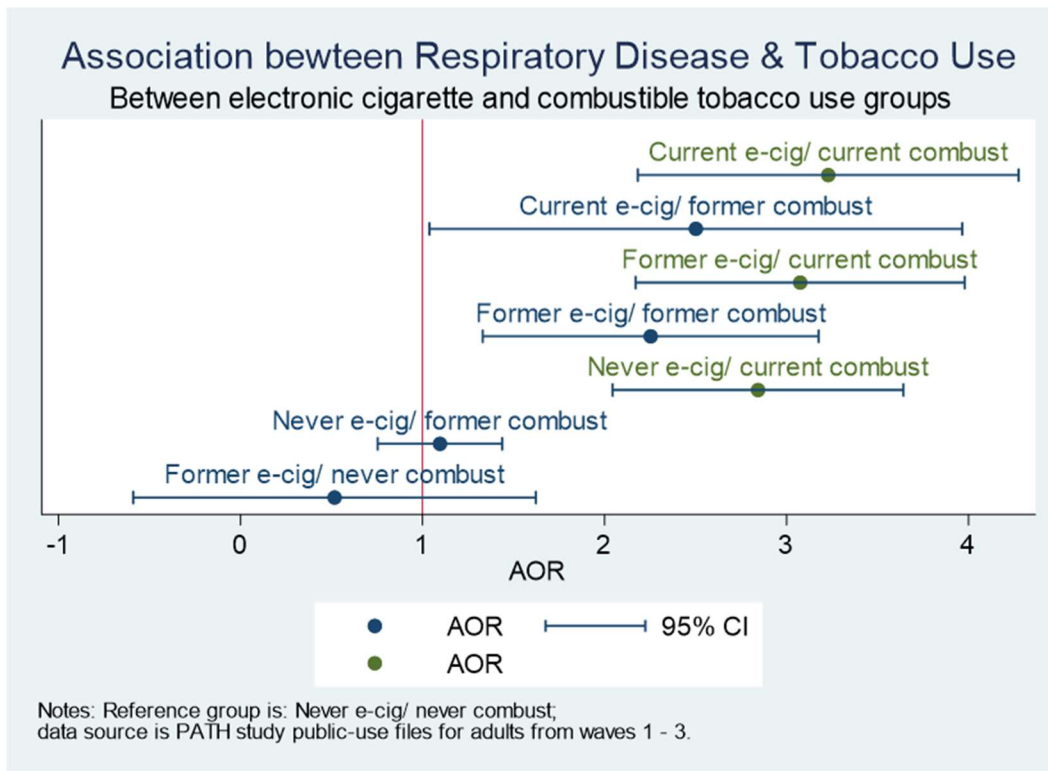 Association bewteen Respiratory Disease & Tobacco Use
Between electronic cigarette and combustible tobacco use groups
Current e-cig/ current combust
Current e-cig/ former combust
Former e-cig/ current combust
Former e-cig/ former combust
Never e-cig/ current combust
Never e-cig/ former combust
Former e-cig/ never combust
-1 0 1 2 3 4
AOR
AOR 95% CI
AOR
Notes: Reference group is: Never e-cig/ never combust;
data source is PATH study public-use files for adults from waves 1 - 3.